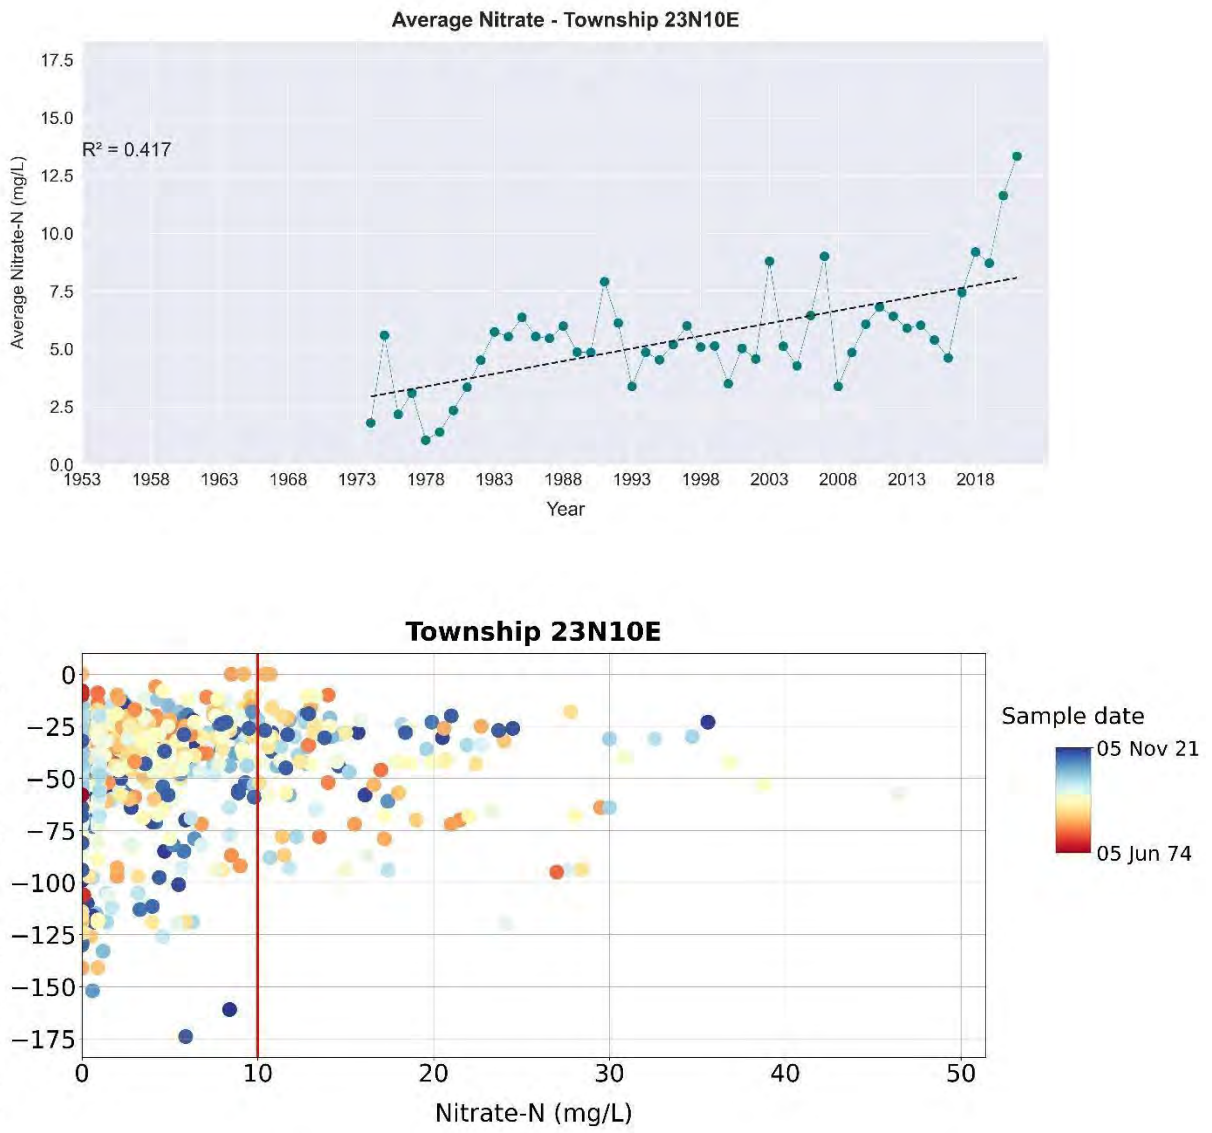 Average Nitrate - Township 23N10E
17.5
15.0
R² = 0.417
12.5
10.0
7.5
5.0
2.5
0.0
Average Nitrate-N (mg/L)
1953 1958 1963 1968 1973 1978 1983 1988 1993 1998 2003 2008 2013 2018
Year
Township 23N10E
0
−25
−50
−75
−100
−125
−150
−175
0 10 20 30 40 50
Nitrate-N (mg/L)
Sample date
05 Nov 21
05 Jun 74